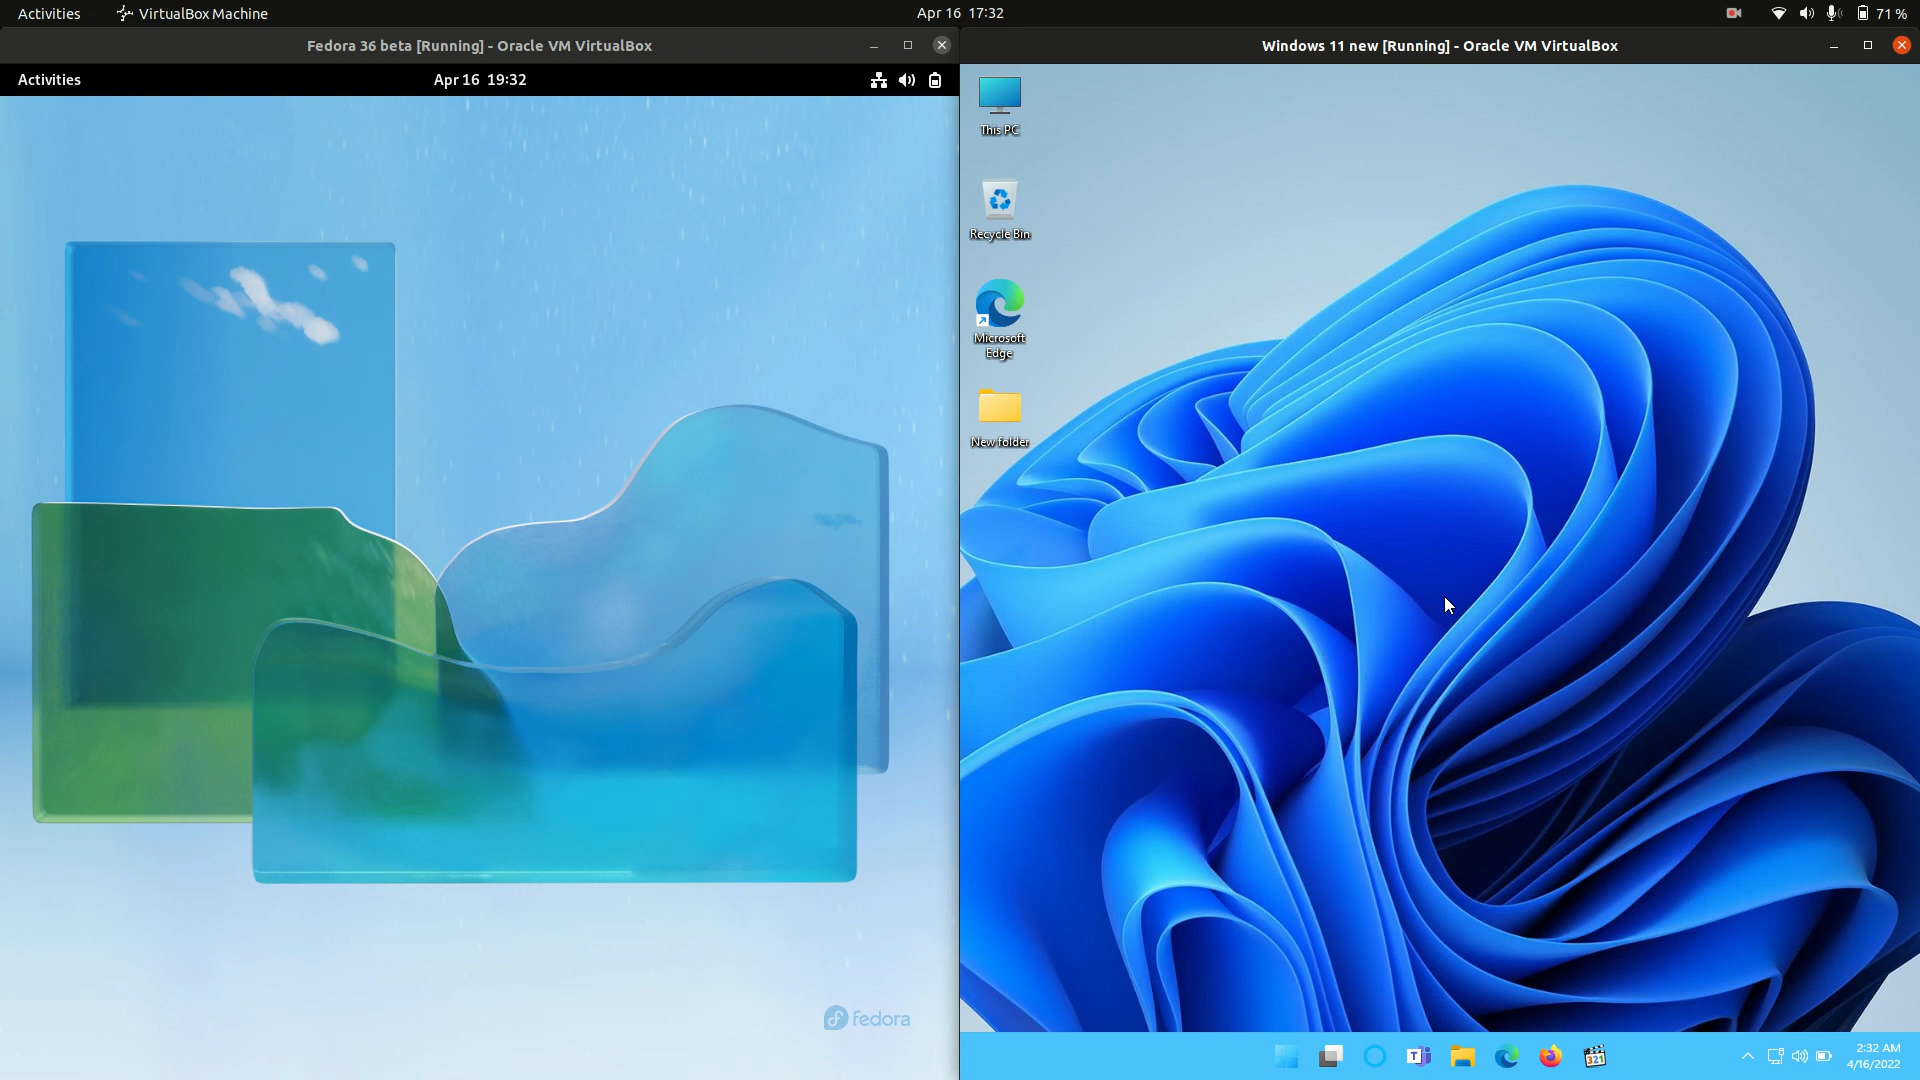 Activities
VirtualBox Machine
Apr 16 17:32
71 %
Fedora 36 beta [Running] - Oracle VM VirtualBox
Activities
Apr 16 19:32
fedora
Windows 11 new [Running] - Oracle VM VirtualBox
This PC
Recycle Bin
Microsoft
Edge
New folder
T
321
2:32 AM
4/16/2022